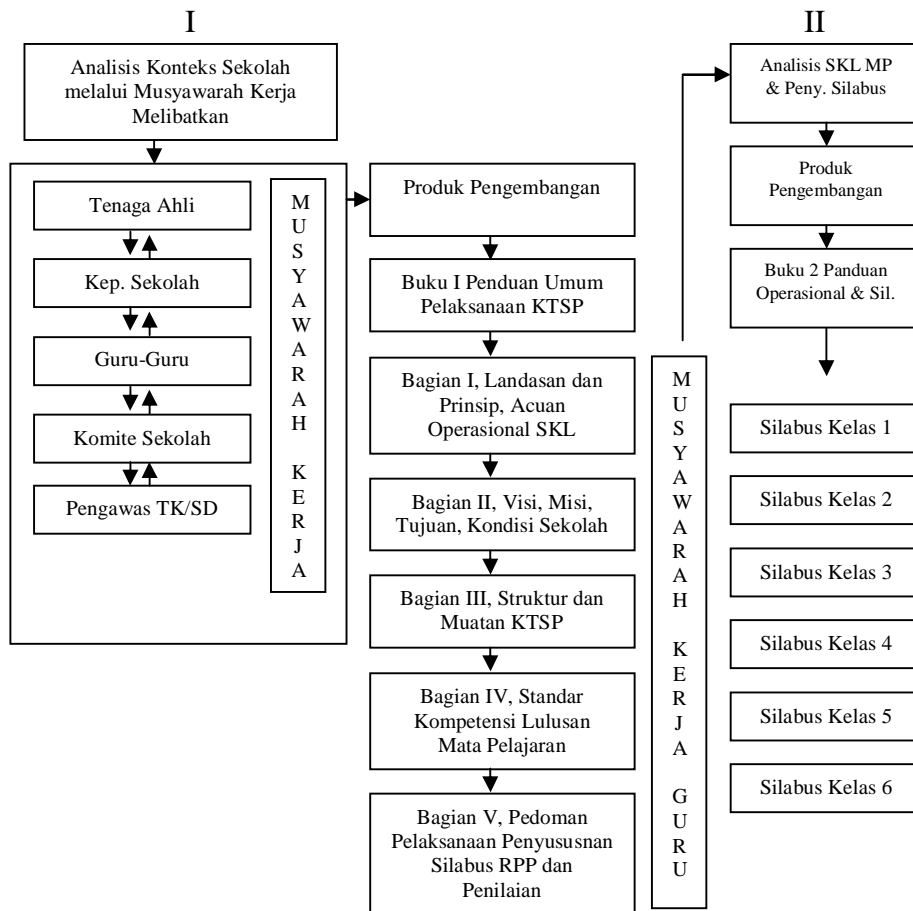 I
Analisis Konteks Sekolah
melalui Musyawarah Kerja
Melibatkan
Tenaga Ahli
Kep. Sekolah
Guru-Guru
Komite Sekolah
Pengawas TK/SD
M
U
S
Y
A
W
A
R
A
H
K
E
R
J
A
Produk Pengembangan
Buku I Penduan Umum
Pelaksanaan KTSP
Bagian I, Landasan dan
Prinsip, Acuan
Operasional SKL
Bagian II, Visi, Misi,
Tujuan, Kondisi Sekolah
Bagian III, Struktur dan
Muatan KTSP
Bagian IV, Standar
Kompetensi Lulusan
Mata Pelajaran
Bagian V, Pedoman
Pelaksanaan Penyususnan
Silabus RPP dan
Penilaian
M
U
S
Y
A
W
A
R
A
H
K
E
R
J
A
G
U
R
U
II
Analisis SKL MP
& Peny. Silabus
Produk
Pengembangan
Buku 2 Panduan
Operasional & Sil.
Silabus Kelas 1
Silabus Kelas 2
Silabus Kelas 3
Silabus Kelas 4
Silabus Kelas 5
Silabus Kelas 6